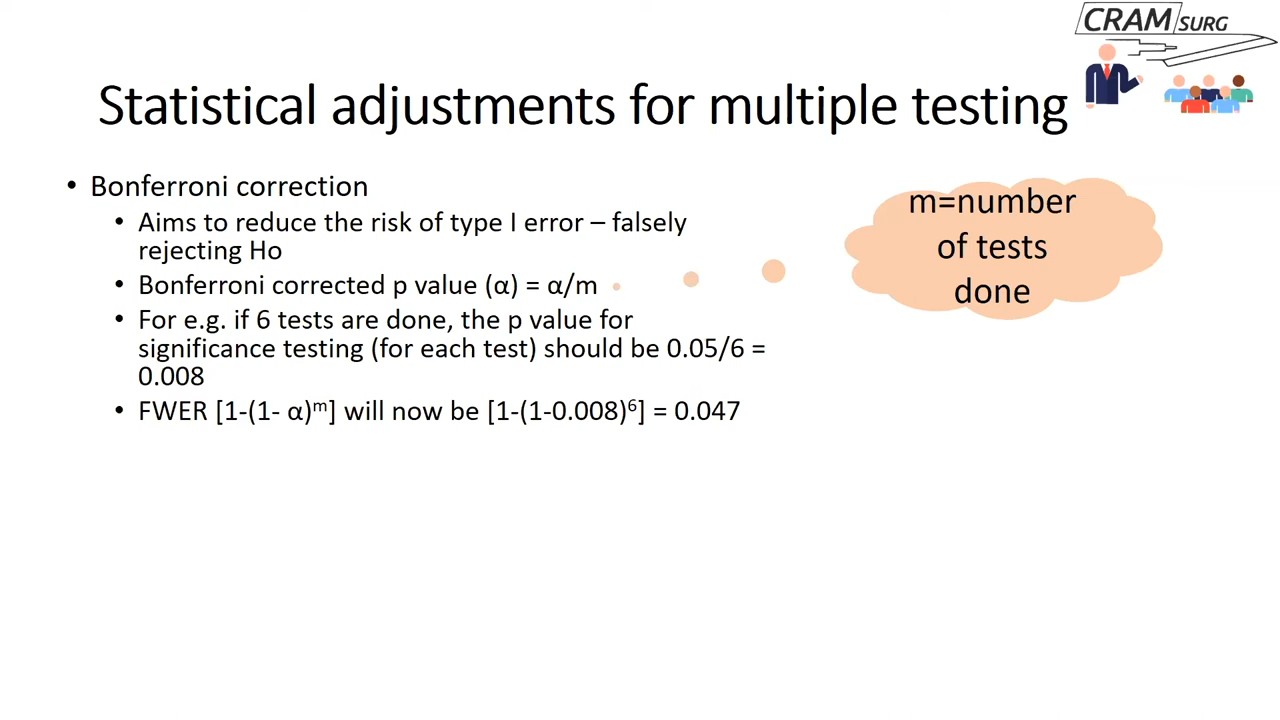 CRAM SURG
Statistical adjustments for multiple testing
• Bonferroni correction
• Aims to reduce the risk of type I error – falsely
rejecting Ho
• Bonferroni corrected p value (α) = α/m
• For e.g. if 6 tests are done, the p value for
significance testing (for each test) should be 0.05/6 =
0.008
• FWER [1-(1- α)ᵐ] will now be [1-(1-0.008)⁶] = 0.047
m=number
of tests
done